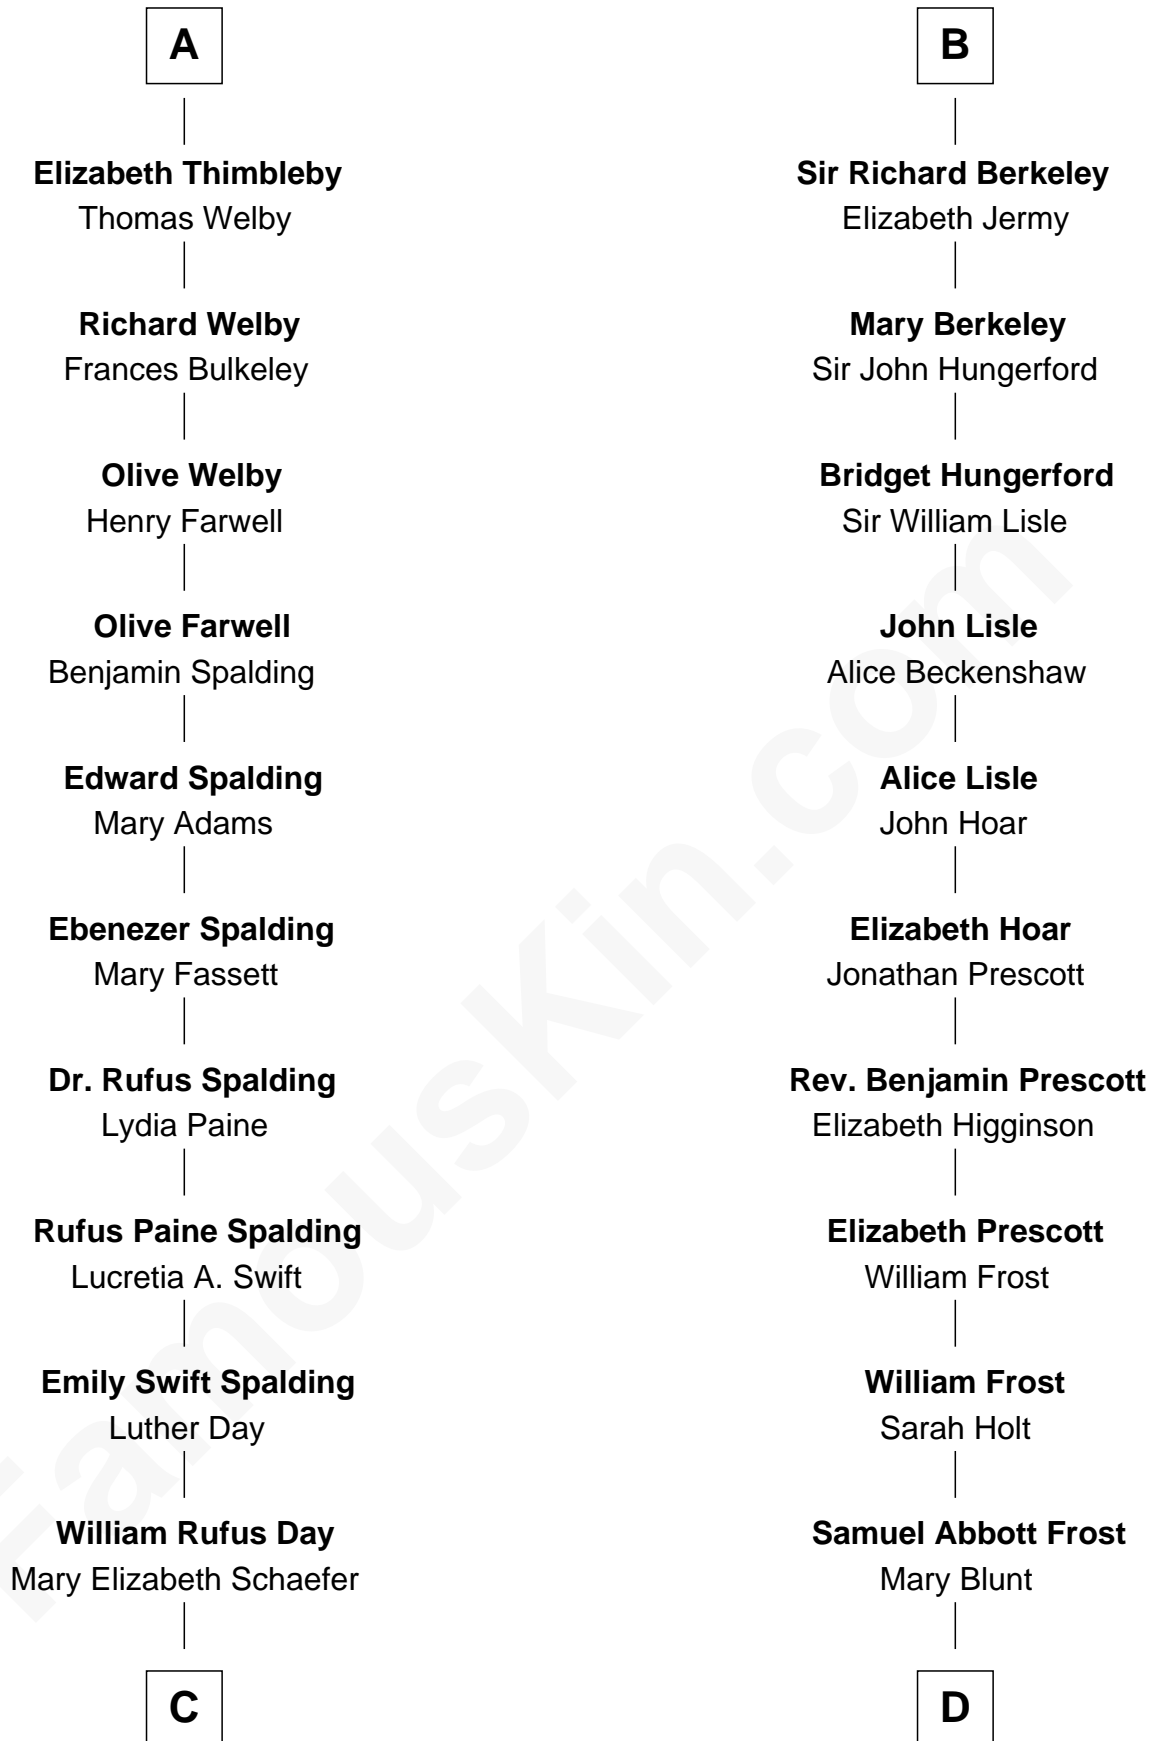 A
Elizabeth Thimbleby
Thomas Welby
Richard Welby
Frances Bulkeley
Olive Welby
Henry Farwell
Olive Farwell
Benjamin Spalding
Edward Spalding
Mary Adams
Ebenezer Spalding
Mary Fassett
Dr. Rufus Spalding
Lydia Paine
Rufus Paine Spalding
Lucretia A. Swift
Emily Swift Spalding
Luther Day
William Rufus Day
Mary Elizabeth Schaefer
C
B
Sir Richard Berkeley
Elizabeth Jermy
Mary Berkeley
Sir John Hungerford
Bridget Hungerford
Sir William Lisle
John Lisle
Alice Beckenshaw
Alice Lisle
John Hoar
Elizabeth Hoar
Jonathan Prescott
Rev. Benjamin Prescott
Elizabeth Higginson
Elizabeth Prescott
William Frost
William Frost
Sarah Holt
Samuel Abbott Frost
Mary Blunt
D
FamousKin.com